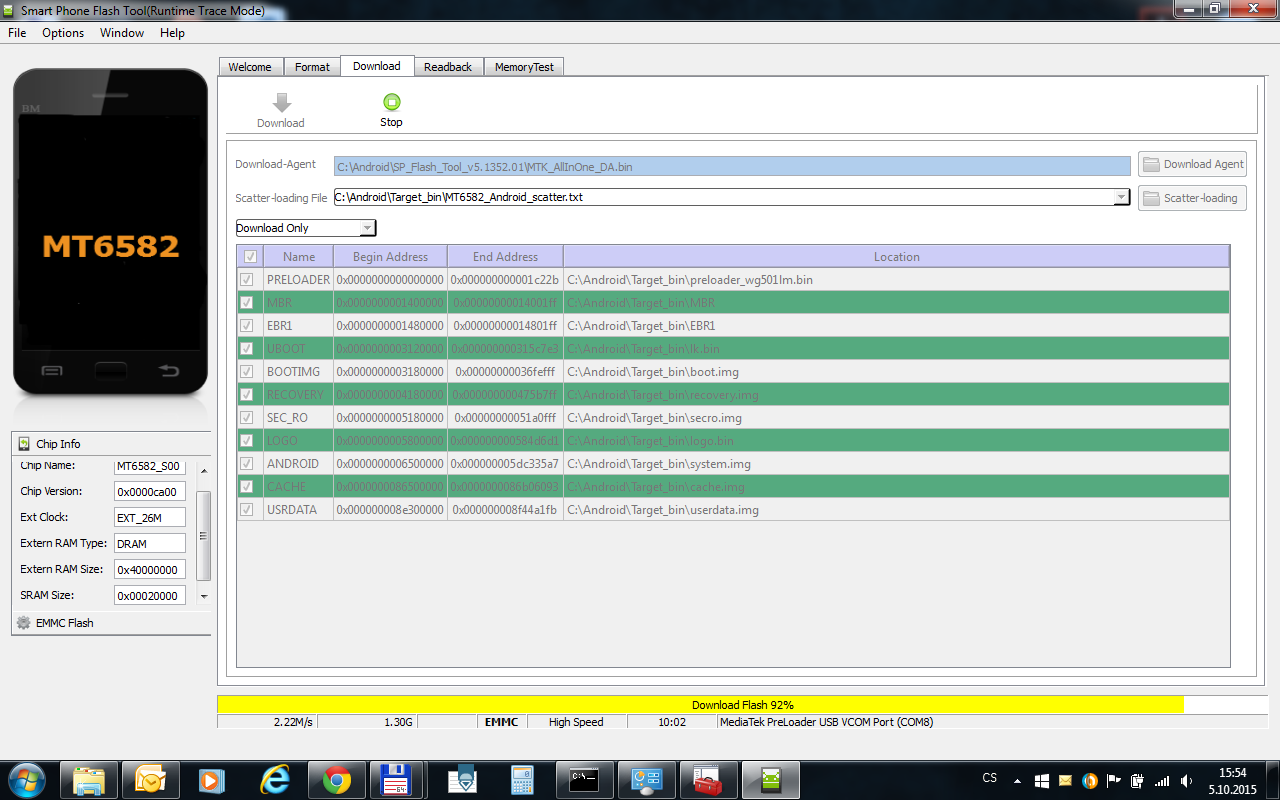 Smart Phone Flash Tool(Runtime Trace Mode)
File Options Window Help
Welcome Format Download Readback MemoryTest
Download Stop
BM
MT6582
Download-Agent C:\Android\SP_Flash_Tool_v5.1352.01\MTK_AllInOne_DA.bin Download Agent
Scatter-loading File C:\Android\Target_bin\MT6582_Android_scatter.txt Scatter-loading
Download Only
Name Begin Address End Address Location
PRELOADER 0x0000000000000000 0x000000000001c22b C:\Android\Target_bin\preloader_wg501lm.bin
MBR 0x0000000001400000 0x00000000014001ff C:\Android\Target_bin\MBR
EBR1 0x0000000001480000 0x00000000014801ff C:\Android\Target_bin\EBR1
UBOOT 0x0000000003120000 0x000000000315c7e3 C:\Android\Target_bin\lk.bin
BOOTIMG 0x0000000003180000 0x00000000036fefff C:\Android\Target_bin\boot.img
RECOVERY 0x0000000004180000 0x000000000475b7ff C:\Android\Target_bin\recovery.img
SEC_RO 0x0000000005180000 0x00000000051a0fff C:\Android\Target_bin\secro.img
LOGO 0x0000000005800000 0x000000000584d6d1 C:\Android\Target_bin\logo.bin
ANDROID 0x0000000006500000 0x000000005dc335a7 C:\Android\Target_bin\system.img
CACHE 0x0000000086500000 0x0000000086b06093 C:\Android\Target_bin\cache.img
USRDATA 0x000000008e300000 0x000000008f44a1fb C:\Android\Target_bin\userdata.img
Chip Info
Chip Name: MT6582_S00
Chip Version: 0x0000ca00
Ext Clock: EXT_26M
Extern RAM Type: DRAM
Extern RAM Size: 0x40000000
SRAM Size: 0x00020000
EMMC Flash
Download Flash 92%
2.22M/s 1.30G EMMC High Speed 10:02 MediaTek PreLoader USB VCOM Port (COM8)
CS
15:54
5.10.2015